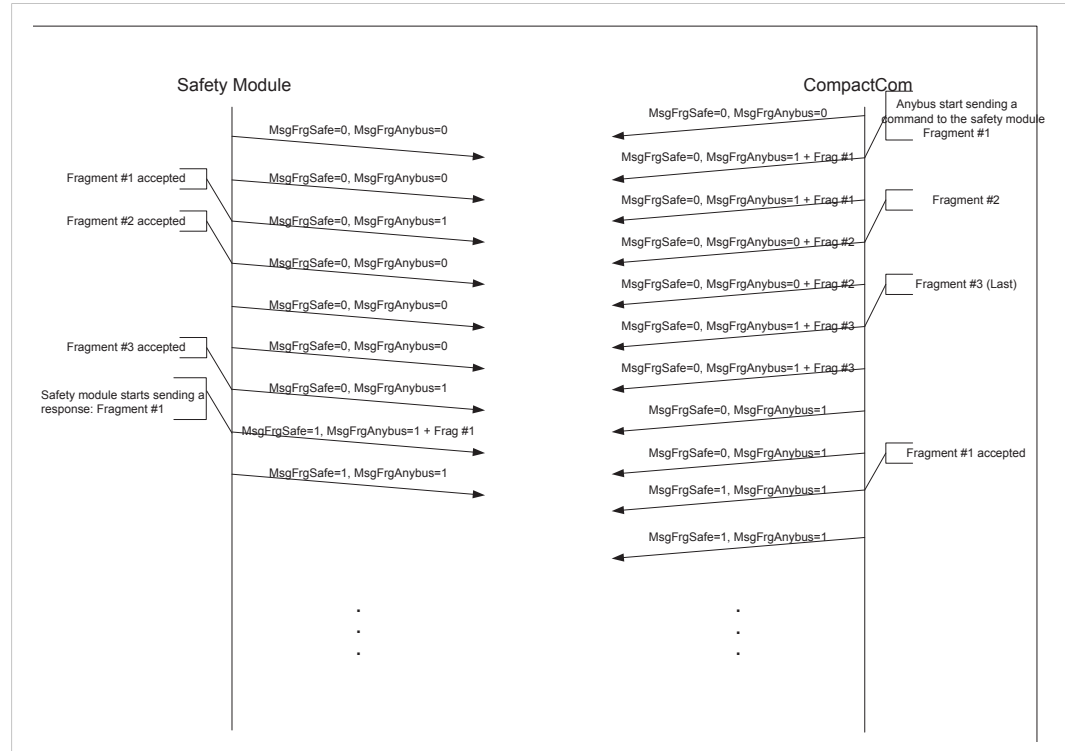 Safety Module
CompactCom
MsgFrgSafe=0, MsgFrgAnybus=0
MsgFrgSafe=0, MsgFrgAnybus=0
Fragment #1 accepted
MsgFrgSafe=0, MsgFrgAnybus=1
Fragment #2 accepted
MsgFrgSafe=0, MsgFrgAnybus=0
MsgFrgSafe=0, MsgFrgAnybus=0
MsgFrgSafe=0, MsgFrgAnybus=0
Fragment #3 accepted
MsgFrgSafe=0, MsgFrgAnybus=1
Safety module starts sending a
response: Fragment #1
MsgFrgSafe=1, MsgFrgAnybus=1 + Frag #1
MsgFrgSafe=1, MsgFrgAnybus=1
MsgFrgSafe=0, MsgFrgAnybus=0
Anybus start sending a
command to the safety module
Fragment #1
MsgFrgSafe=0, MsgFrgAnybus=1 + Frag #1
MsgFrgSafe=0, MsgFrgAnybus=1 + Frag #1
Fragment #2
MsgFrgSafe=0, MsgFrgAnybus=0 + Frag #2
MsgFrgSafe=0, MsgFrgAnybus=0 + Frag #2
Fragment #3 (Last)
MsgFrgSafe=0, MsgFrgAnybus=1 + Frag #3
MsgFrgSafe=0, MsgFrgAnybus=1 + Frag #3
MsgFrgSafe=0, MsgFrgAnybus=1
MsgFrgSafe=0, MsgFrgAnybus=1
Fragment #1 accepted
MsgFrgSafe=1, MsgFrgAnybus=1
MsgFrgSafe=1, MsgFrgAnybus=1